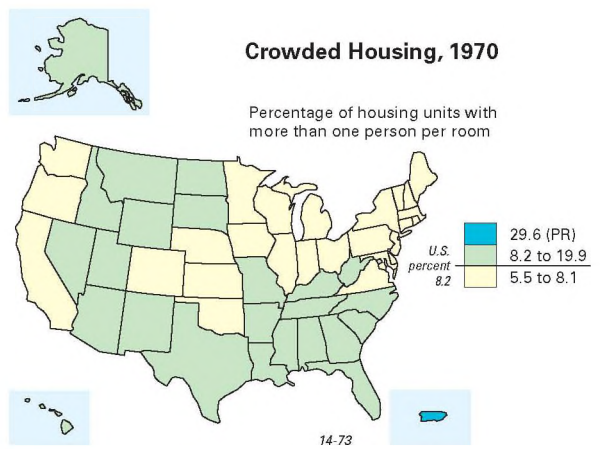 Crowded Housing, 1970
Percentage of housing units with
more than one person per room
29.6 (PR)
8.2 to 19.9
5.5 to 8.1
U.S.
percent
8.2
14-73